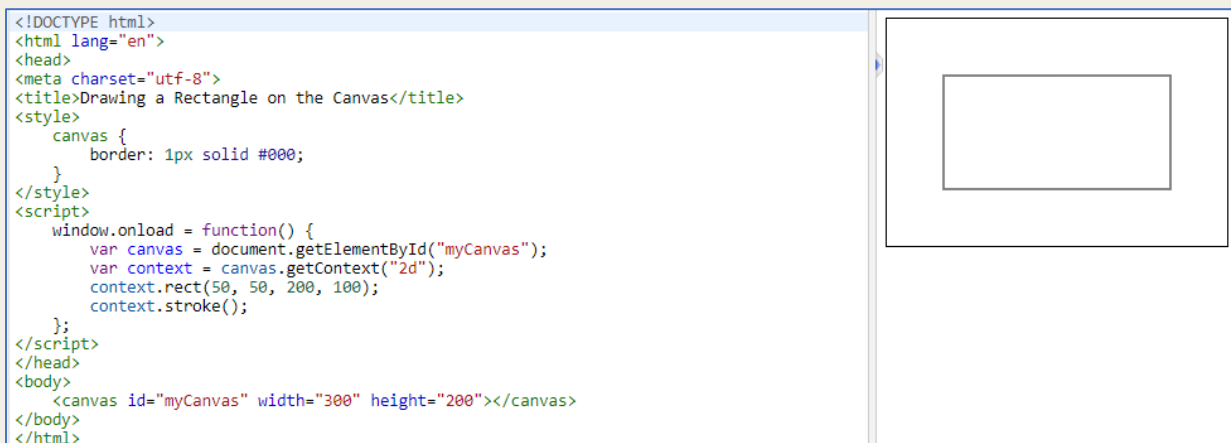 <!DOCTYPE html>
<html lang="en">
<head>
<meta charset="utf-8">
<title>Drawing a Rectangle on the Canvas</title>
<style>
    canvas {
        border: 1px solid #000;
    }
</style>
<script>
    window.onload = function() {
        var canvas = document.getElementById("myCanvas");
        var context = canvas.getContext("2d");
        context.rect(50, 50, 200, 100);
        context.stroke();
    };
</script>
</head>
<body>
    <canvas id="myCanvas" width="300" height="200"></canvas>
</body>
</html>